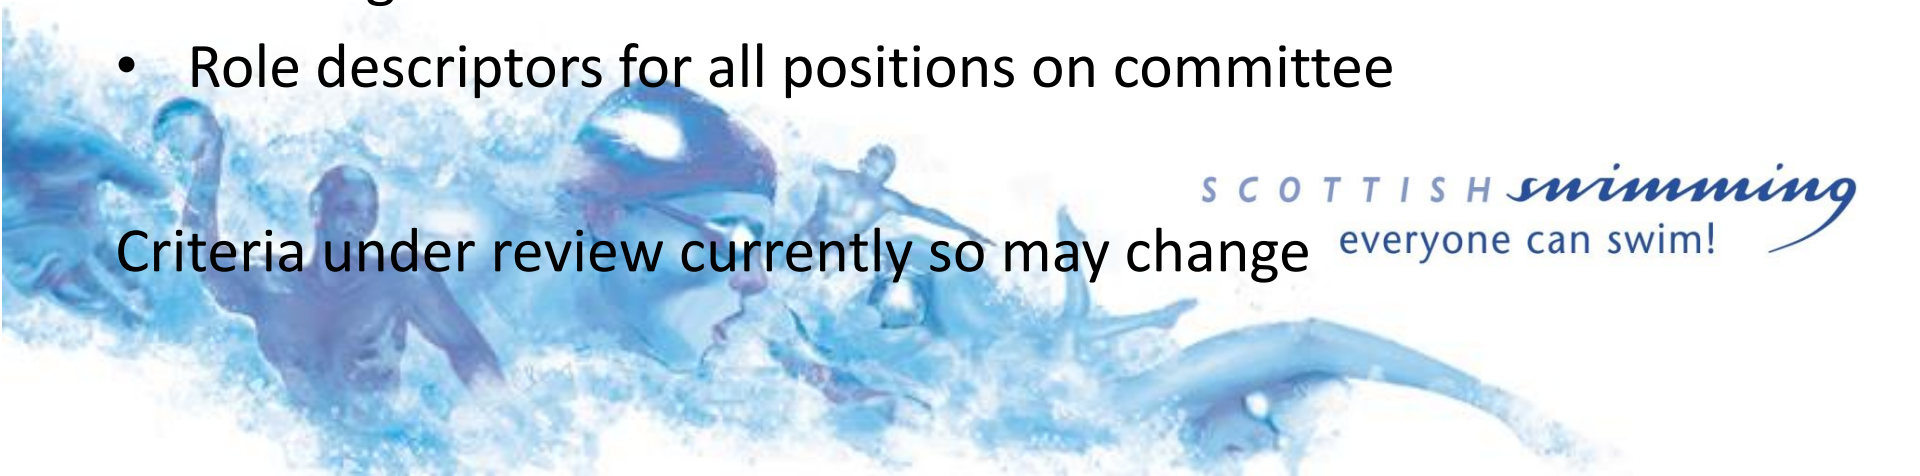 • Role descriptors for all positions on committee
SCOTTISH swimming
Criteria under review currently so may change
everyone can swim!